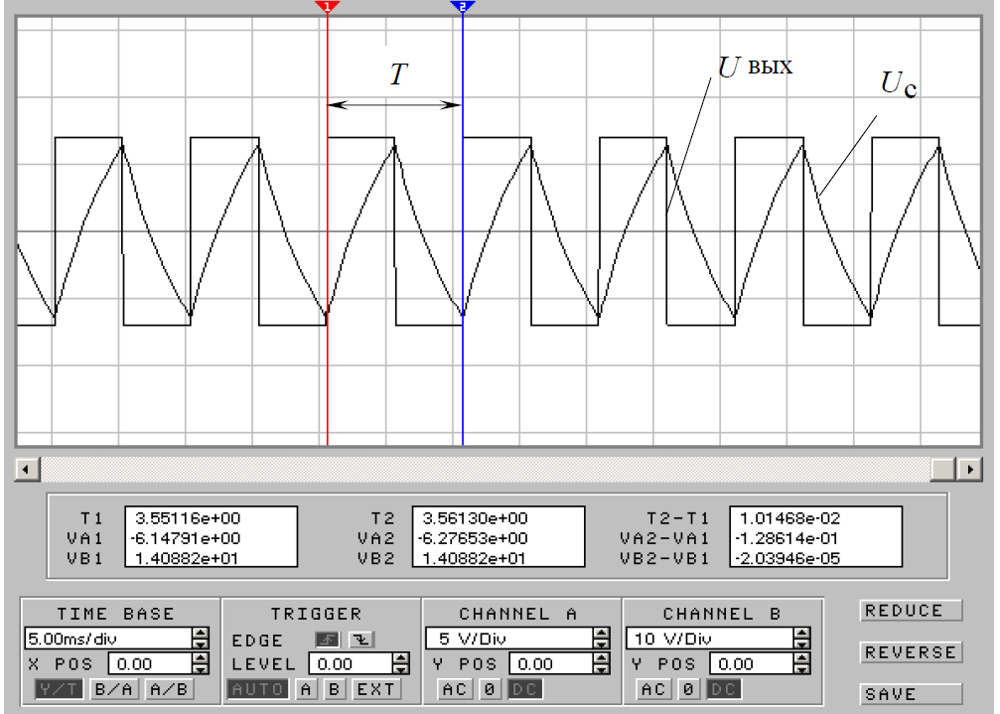 1 2
T
U вых
Uс
T1 3.55116e+00 T2 3.56130e+00 T2-T1 1.01468e-02
VA1 -6.14791e+00 VA2 -6.27653e+00 VA2-VA1 -1.28614e-01
VB1 1.40882e+01 VB2 1.40882e+01 VB2-VB1 -2.03946e-05
TIME BASE TRIGGER CHANNEL A CHANNEL B REDUCE
5.00ms/div EDGE 5 V/Div 10 V/Div
X POS 0.00 LEVEL 0.00 Y POS 0.00 Y POS 0.00 REVERSE
Y/T B/A A/B AUTO A B EXT AC 0 DC AC 0 DC SAVE